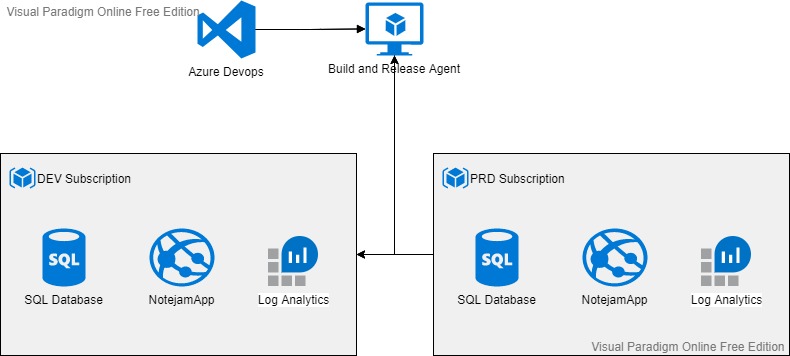 Visual Paradigm Online Free Edition
Azure Devops
Build and Release Agent
DEV Subscription
SQL
SQL Database
NotejamApp
Log Analytics
PRD Subscription
SQL
SQL Database
NotejamApp
Log Analytics
Visual Paradigm Online Free Edition